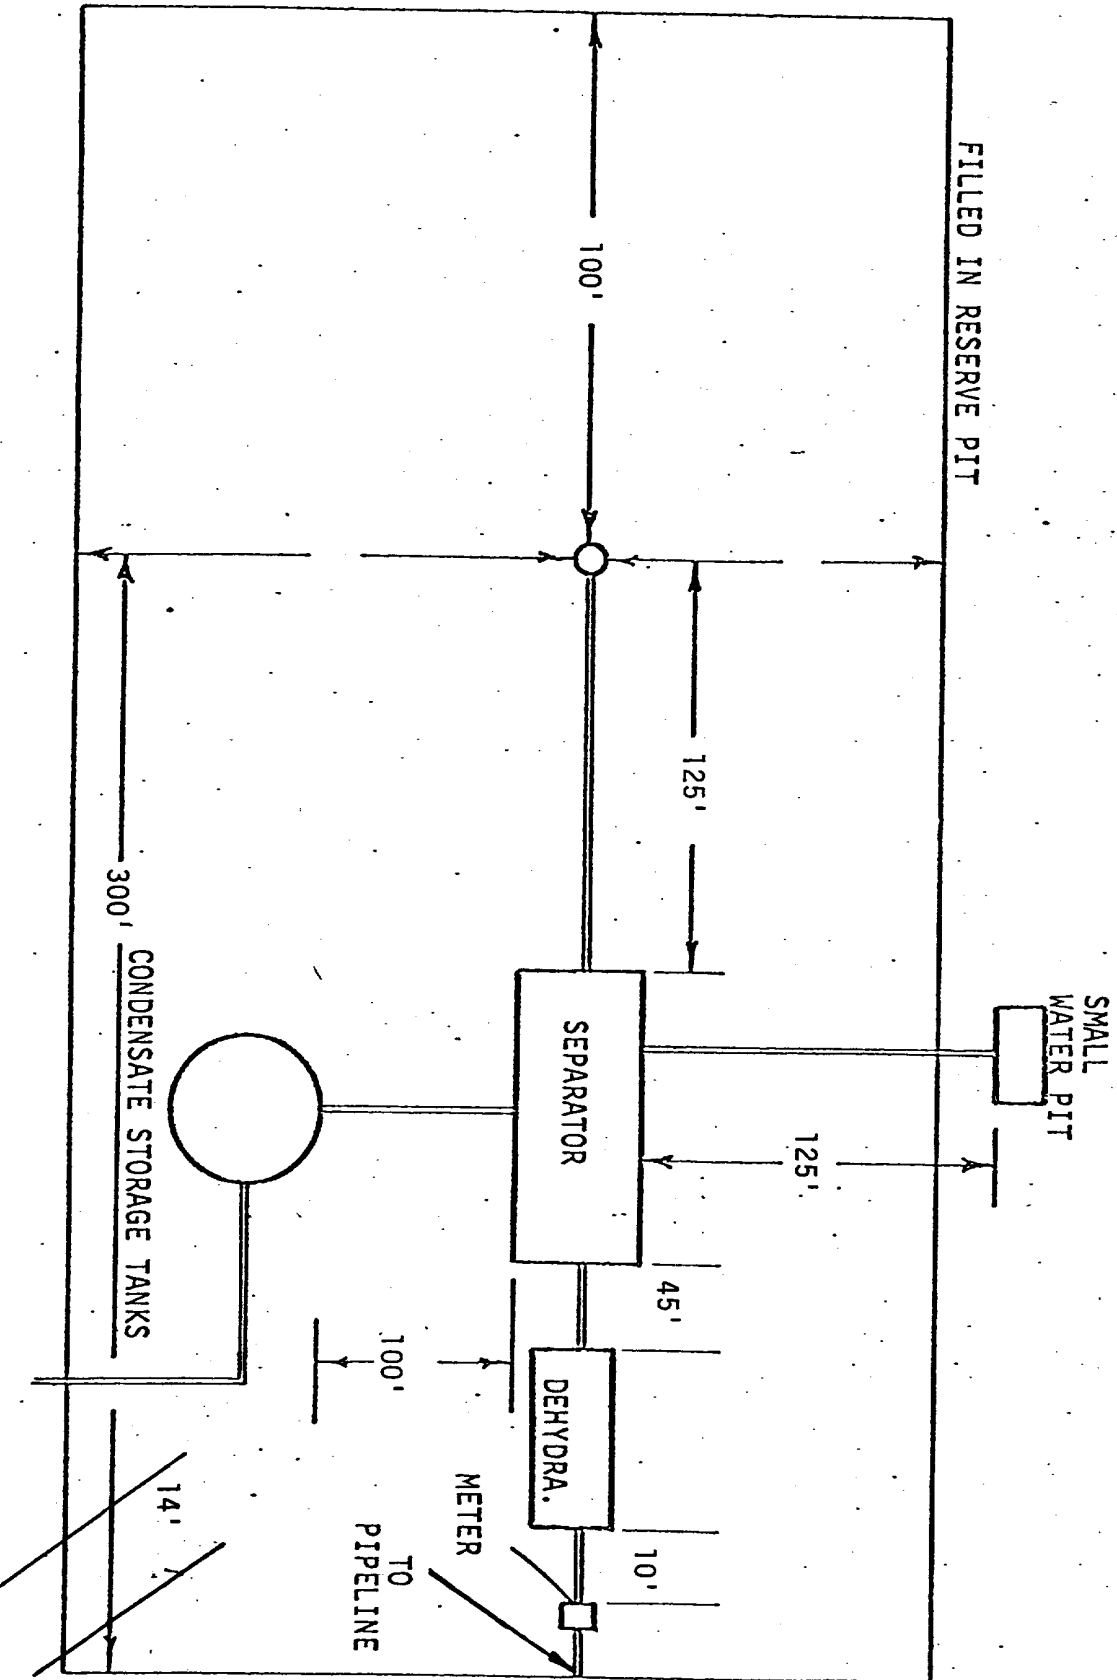 FILLED IN RESERVE PIT
SMALL
WATER PIT
100'
125'
125'
SEPARATOR
45'
DEHYDRA.
10'
100'
METER
TO
PIPELINE
300'
CONDENSATE STORAGE TANKS
14'